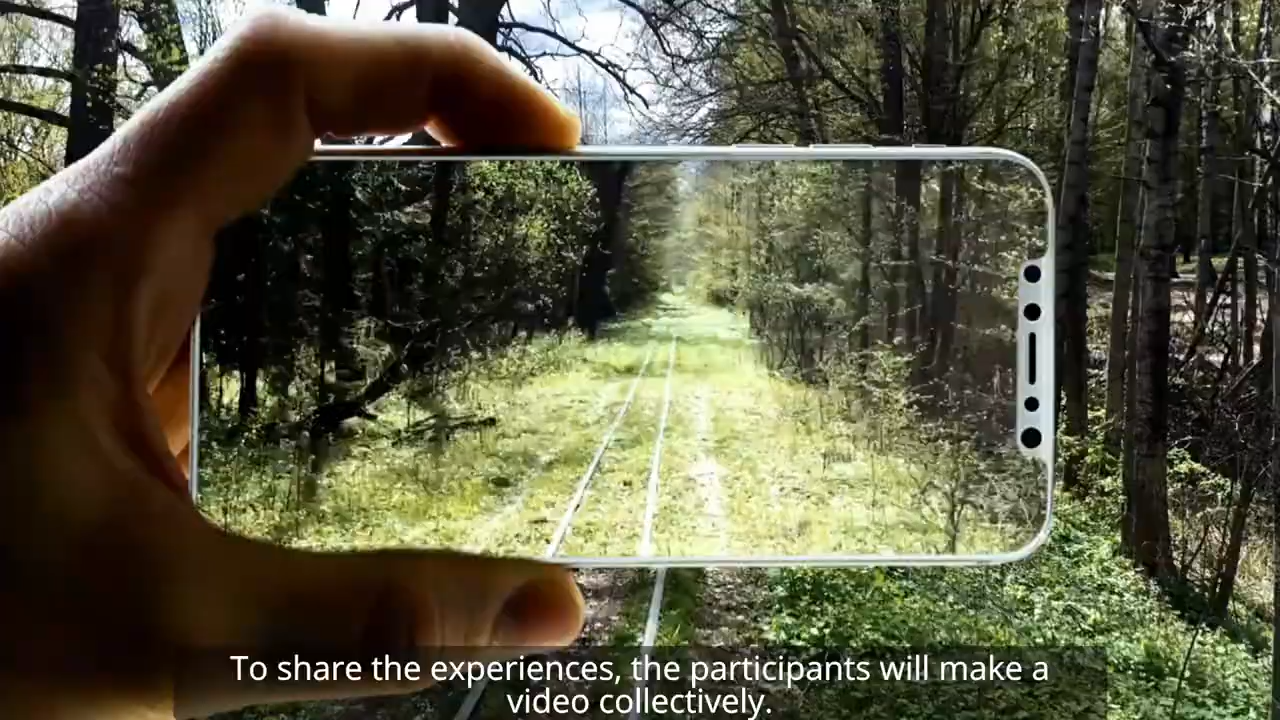 To share the experiences, the participants will make a
video collectively.